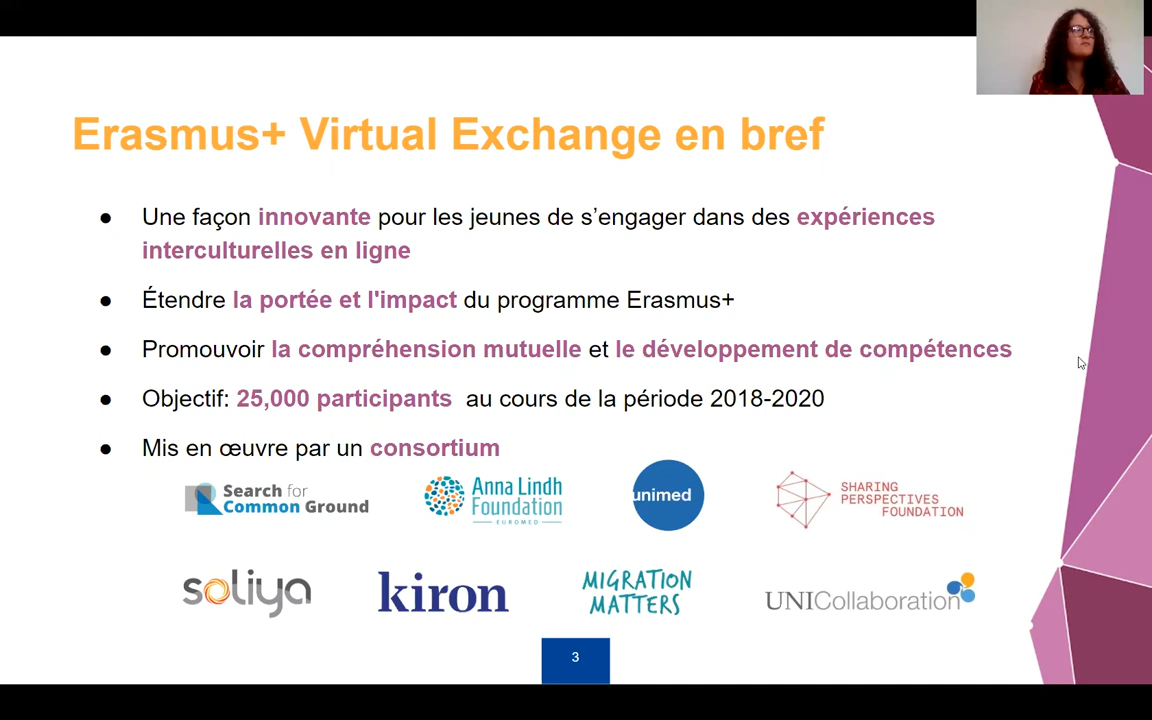 Erasmus+ Virtual Exchange en bref
● Une façon innovante pour les jeunes de s’engager dans des expériences
interculturelles en ligne
● Étendre la portée et l'impact du programme Erasmus+
● Promouvoir la compréhension mutuelle et le développement de compétences
● Objectif: 25,000 participants au cours de la période 2018-2020
● Mis en œuvre par un consortium
Search for
Common Ground
Anna Lindh
Foundation
EUROMED
unimed
SHARING
PERSPECTIVES
FOUNDATION
soliya
kiron
MIGRATION
MATTERS
UNICollaboration
3